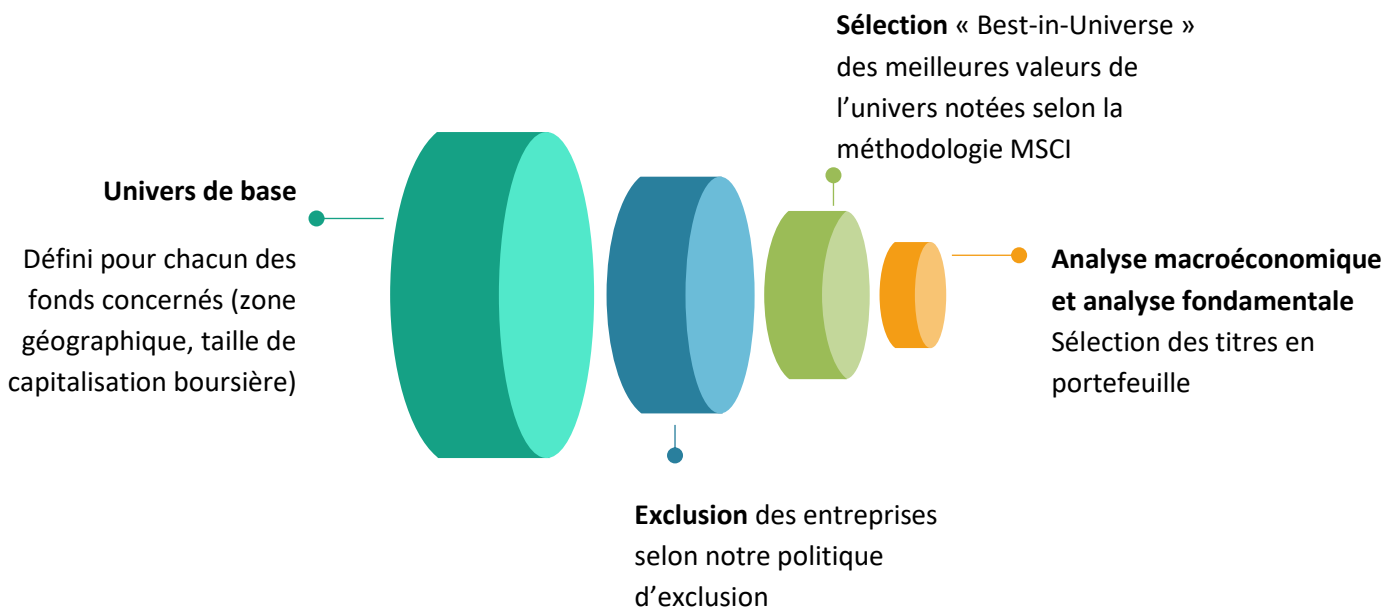 Univers de base
Défini pour chacun des
fonds concernés (zone
géographique, taille de
capitalisation boursière)
Exclusion des entreprises
selon notre politique
d’exclusion
Sélection « Best-in-Universe »
des meilleures valeurs de
l’univers notées selon la
méthodologie MSCI
Analyse macroéconomique
et analyse fondamentale
Sélection des titres en
portefeuille